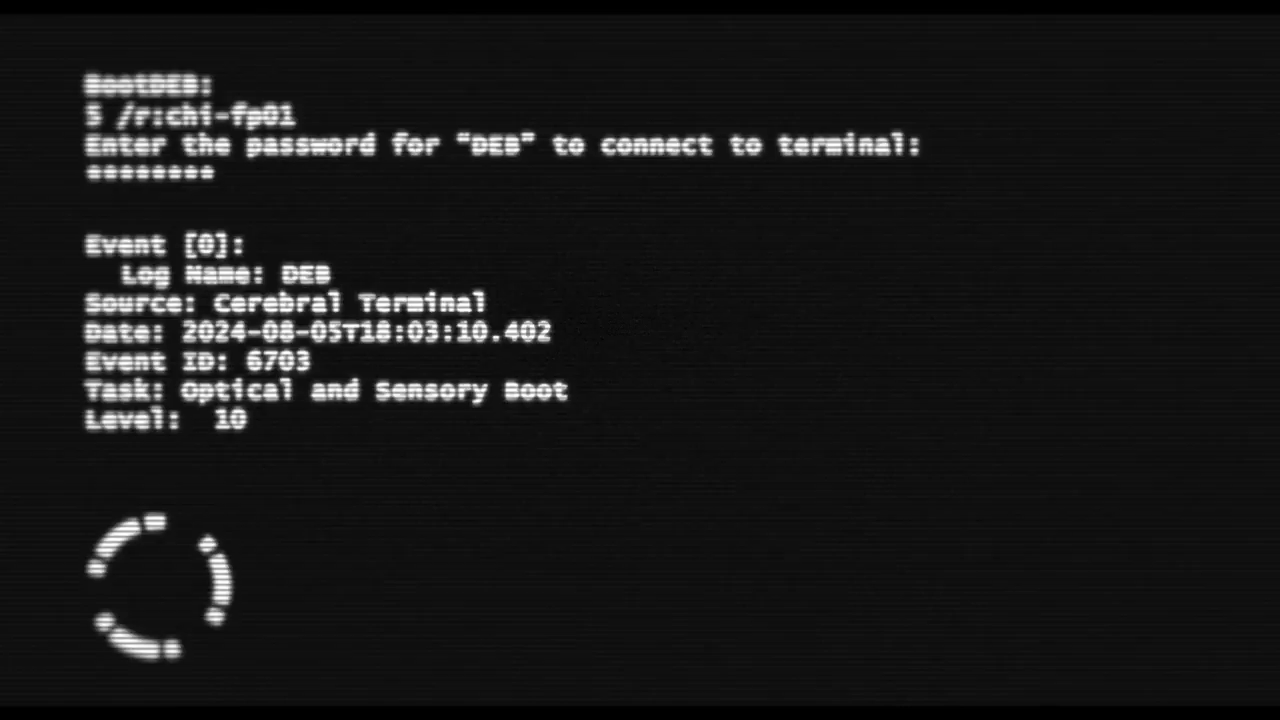 BootDEB:
$ /r:chi-fp01
Enter the password for "DEB" to connect to terminal:
********
Event [0]:
Log Name: DEB
Source: Cerebral Terminal
Date: 2024-08-05T18:03:10.402
Event ID: 6703
Task: Optical and Sensory Boot
Level: 10